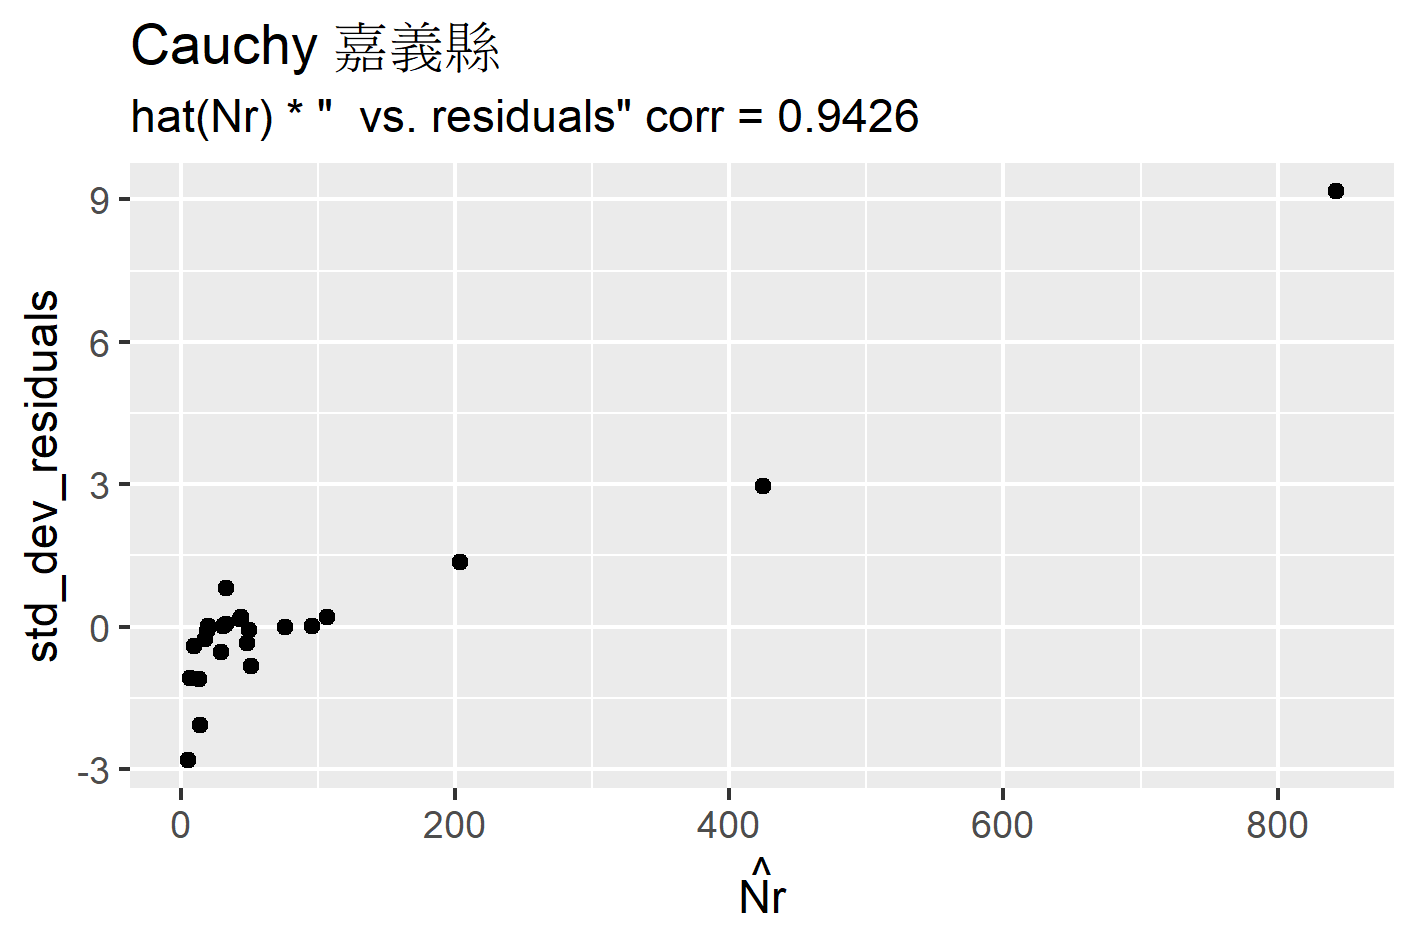 Cauchy 嘉義縣
hat(Nr) * "  vs. residuals" corr = 0.9426
std_dev_residuals
9
6
3
0
-3
0 200 400 600 800
N̂r